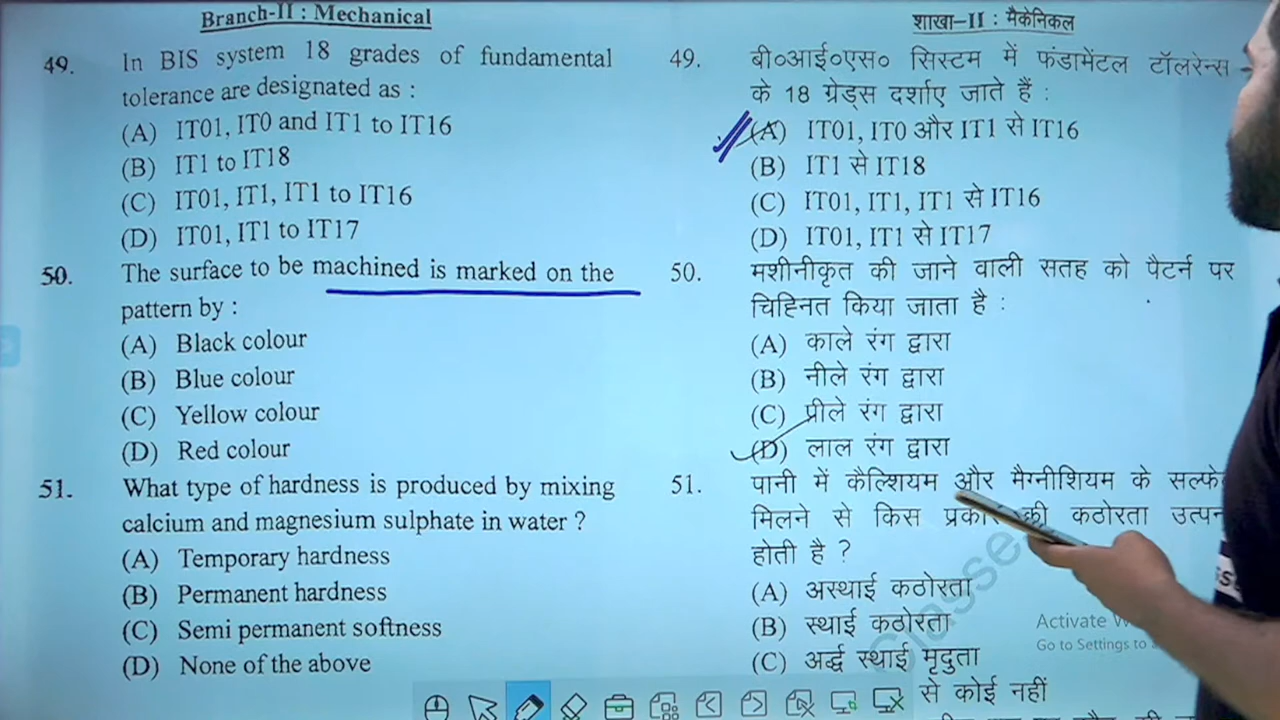 Branch-II : Mechanical
49. In BIS system 18 grades of fundamental
tolerance are designated as :
(A) IT01, IT0 and IT1 to IT16
(B) IT1 to IT18
(C) IT01, IT1, IT1 to IT16
(D) IT01, IT1 to IT17
50. The surface to be machined is marked on the
pattern by :
(A) Black colour
(B) Blue colour
(C) Yellow colour
(D) Red colour
51. What type of hardness is produced by mixing
calcium and magnesium sulphate in water ?
(A) Temporary hardness
(B) Permanent hardness
(C) Semi permanent softness
(D) None of the above
शाखा–II : मैकेनिकल
49. बी०आई०एस० सिस्टम में फंडामेंटल टॉलरेन्स
के 18 ग्रेड्स दर्शाए जाते हैं :
(A) IT01, IT0 और IT1 से IT16
(B) IT1 से IT18
(C) IT01, IT1, IT1 से IT16
(D) IT01, IT1 से IT17
50. मशीनीकृत की जाने वाली सतह को पैटर्न पर
चिह्नित किया जाता है :
(A) काले रंग द्वारा
(B) नीले रंग द्वारा
(C) पीले रंग द्वारा
(D) लाल रंग द्वारा
51. पानी में कैल्शियम और मैग्नीशियम के
मिलने से किस प्रकार की कठोरता
होती है ?
(A) अस्थाई कठोरता
(B) स्थाई कठोरता
(C) अर्द्ध स्थाई मृदुता
से कोई नहीं
Activate
Go to Settings to